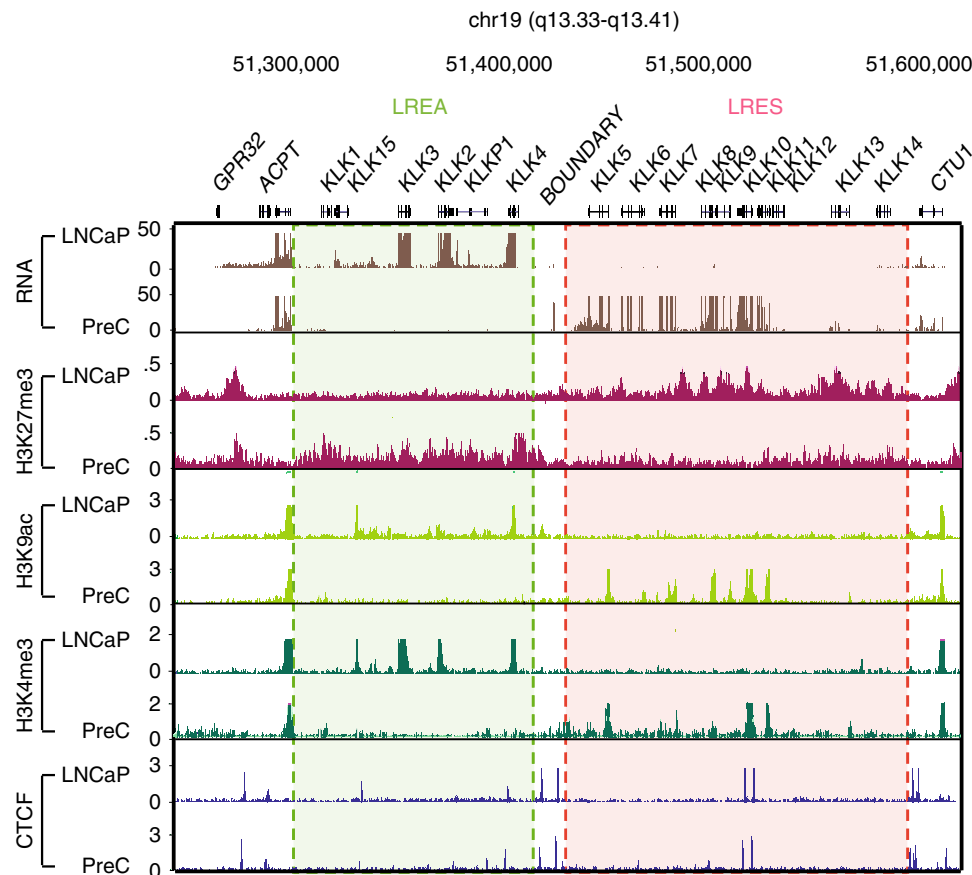 chr19 (q13.33-q13.41)
51,300,000 51,400,000 51,500,000 51,600,000
LREA LRES
GPR32 ACPT KLK1 KLK15 KLK3 KLK2 KLKP1 KLK4 BOUNDARY KLK5 KLK6 KLK7 KLK8 KLK9 KLK10 KLK11 KLK12 KLK13 KLK14 CTU1
RNA
LNCaP 50
0
50
PreC 0
H3K27me3
LNCaP .5
0
.5
PreC 0
H3K9ac
LNCaP 3
0
3
PreC 0
H3K4me3
LNCaP 2
0
2
PreC 0
CTCF
LNCaP 3
0
3
PreC 0